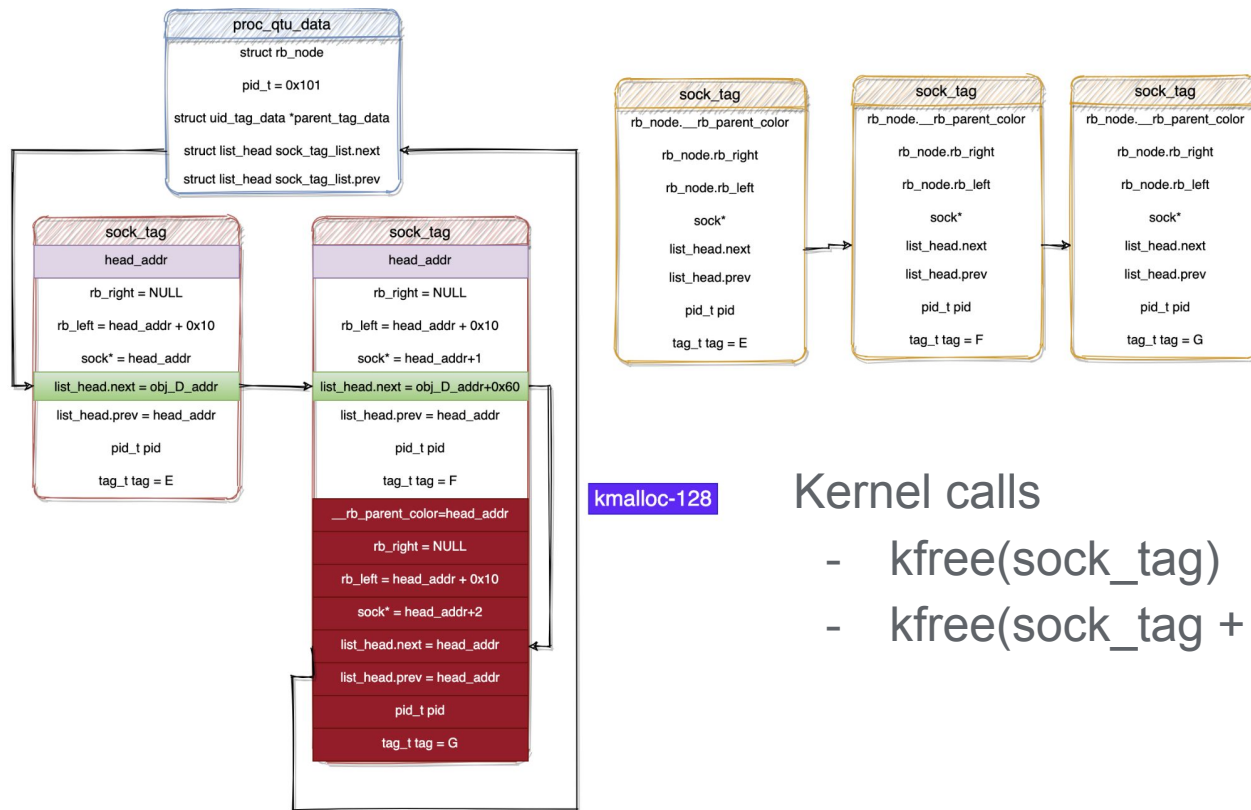 proc_qtu_data
struct rb_node
pid_t = 0x101
struct uid_tag_data *parent_tag_data
struct list_head sock_tag_list.next
struct list_head sock_tag_list.prev
sock_tag
head_addr
rb_right = NULL
rb_left = head_addr + 0x10
sock* = head_addr
list_head.next = obj_D_addr
list_head.prev = head_addr
pid_t pid
tag_t tag = E
sock_tag
head_addr
rb_right = NULL
rb_left = head_addr + 0x10
sock* = head_addr+1
list_head.next = obj_D_addr+0x60
list_head.prev = head_addr
pid_t pid
tag_t tag = F
__rb_parent_color=head_addr
rb_right = NULL
rb_left = head_addr + 0x10
sock* = head_addr+2
list_head.next = head_addr
list_head.prev = head_addr
pid_t pid
tag_t tag = G
sock_tag
rb_node.__rb_parent_color
rb_node.rb_right
rb_node.rb_left
sock*
list_head.next
list_head.prev
pid_t pid
tag_t tag = E
sock_tag
rb_node.__rb_parent_color
rb_node.rb_right
rb_node.rb_left
sock*
list_head.next
list_head.prev
pid_t pid
tag_t tag = F
sock_tag
rb_node.__rb_parent_color
rb_node.rb_right
rb_node.rb_left
sock*
list_head.next
list_head.prev
pid_t pid
tag_t tag = G
kmalloc-128
Kernel calls
- kfree(sock_tag)
- kfree(sock_tag +